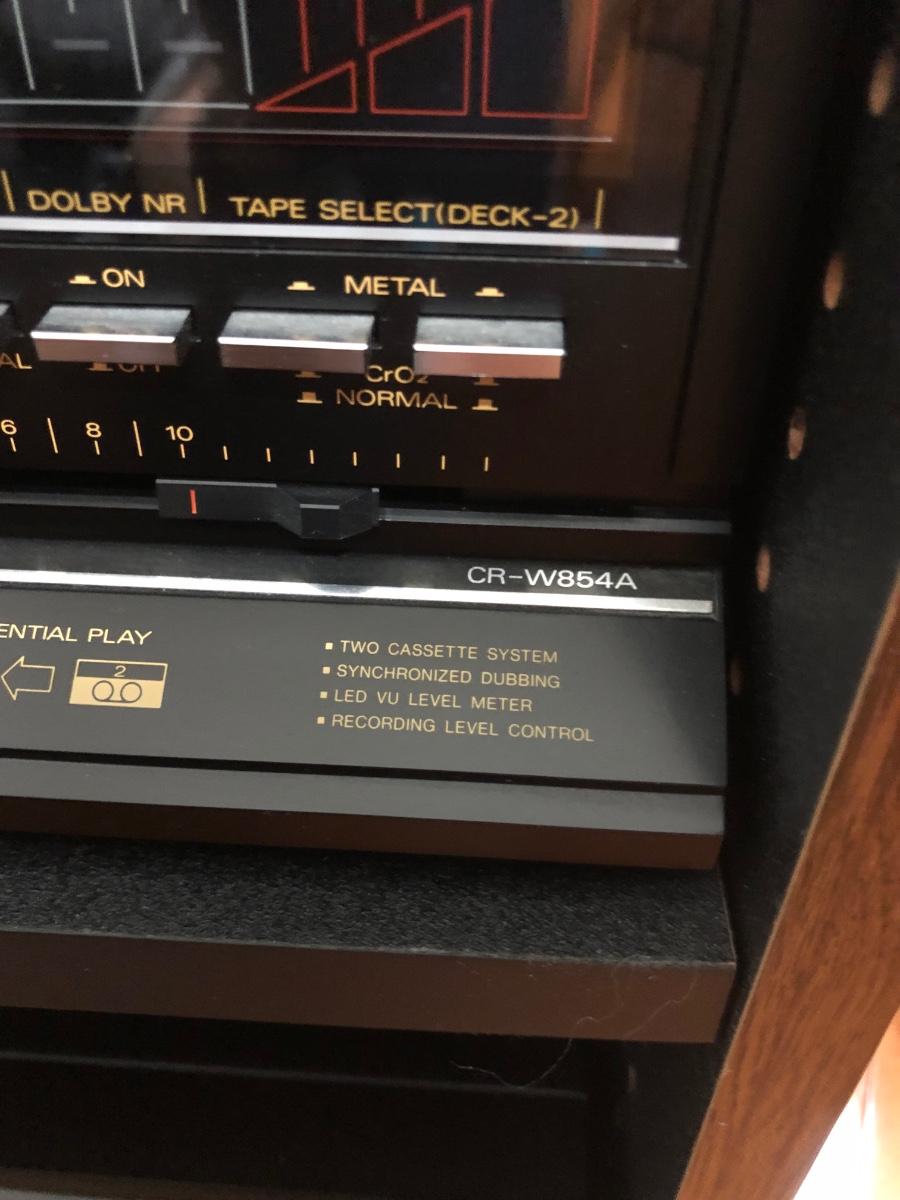 DOLBY NR TAPE SELECT(DECK-2)
ON METAL
CrO₂
NORMAL
6 8 10
CR-W854A
ENTIAL PLAY
2
TWO CASSETTE SYSTEM
SYNCHRONIZED DUBBING
LED VU LEVEL METER
RECORDING LEVEL CONTROL